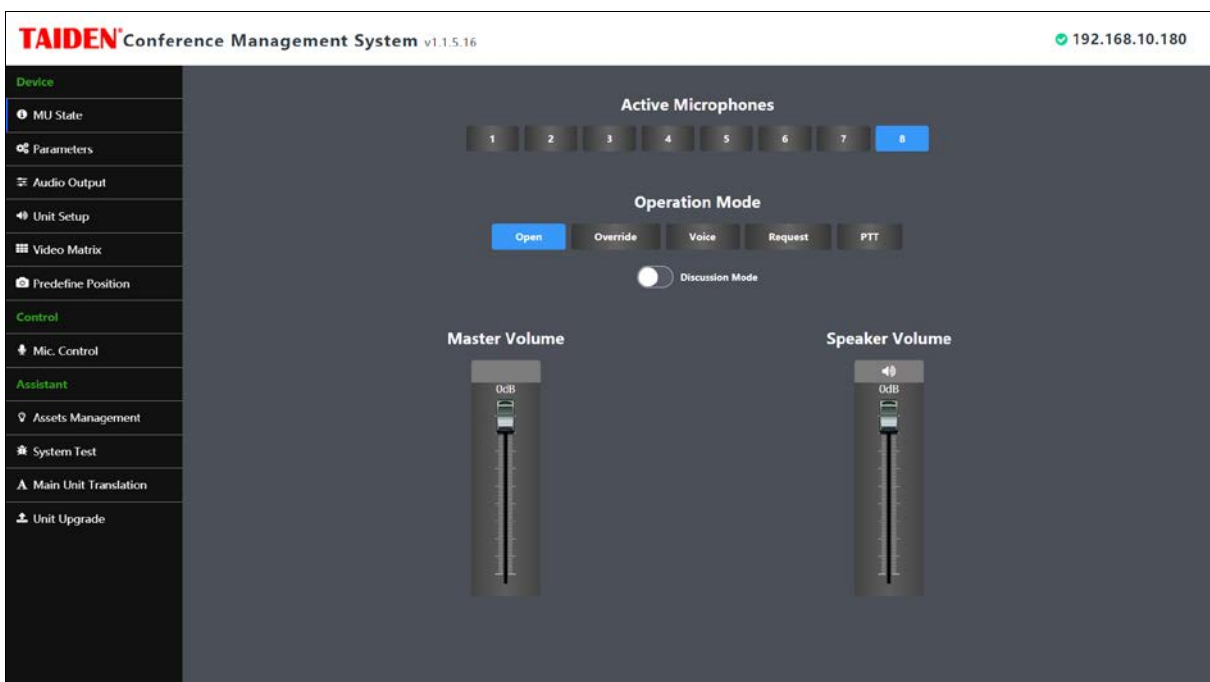 TAIDEN® Conference Management System v1.1.5.16
192.168.10.180
Device
MU State
Parameters
Audio Output
Unit Setup
Video Matrix
Predefine Position
Control
Mic. Control
Assistant
Assets Management
System Test
Main Unit Translation
Unit Upgrade
Active Microphones
1 2 3 4 5 6 7 8
Operation Mode
Open Override Voice Request PTT
Discussion Mode
Master Volume
0dB
Speaker Volume
0dB